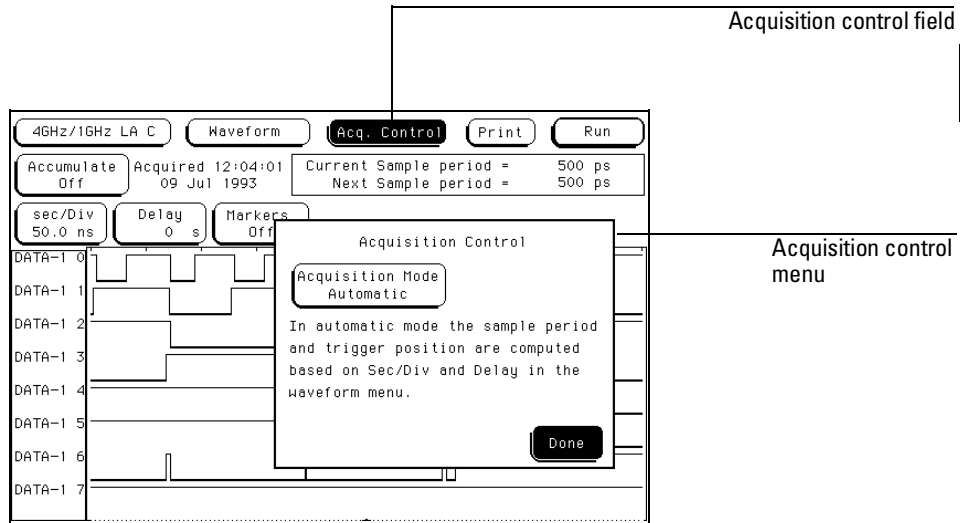 Acquisition control field
4GHz/1GHz LA C Waveform Acq. Control Print Run
Accumulate Off Acquired 12:04:01 09 Jul 1993 Current Sample period = 500 ps
Next Sample period = 500 ps
sec/Div 50.0 ns Delay 0 s Markers Off
Acquisition Control
Acquisition control
menu
Acquisition Mode
Automatic
In automatic mode the sample period
and trigger position are computed
based on Sec/Div and Delay in the
waveform menu.
Done
DATA-1 0
DATA-1 1
DATA-1 2
DATA-1 3
DATA-1 4
DATA-1 5
DATA-1 6
DATA-1 7